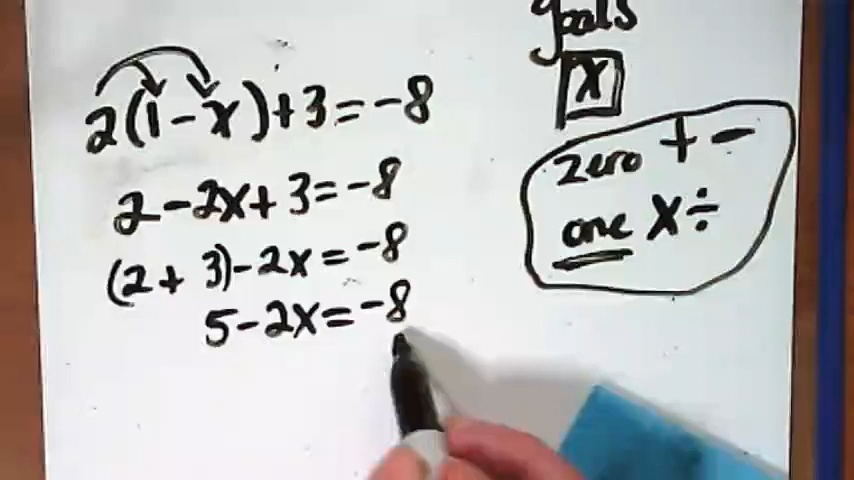 2(1-x)+3=-8
2-2x+3=-8
(2+3)-2x=-8
5-2x=-8
goals
x
zero + -
one x ÷